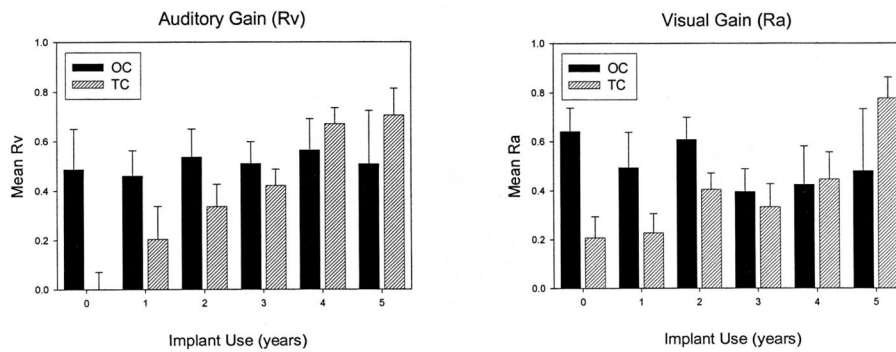 Auditory Gain (Rv)
1.0
0.8
0.6
0.4
0.2
0.0
Mean Rv
OC
TC
0 1 2 3 4 5
Implant Use (years)
Visual Gain (Ra)
1.0
0.8
0.6
0.4
0.2
0.0
Mean Ra
OC
TC
0 1 2 3 4 5
Implant Use (years)